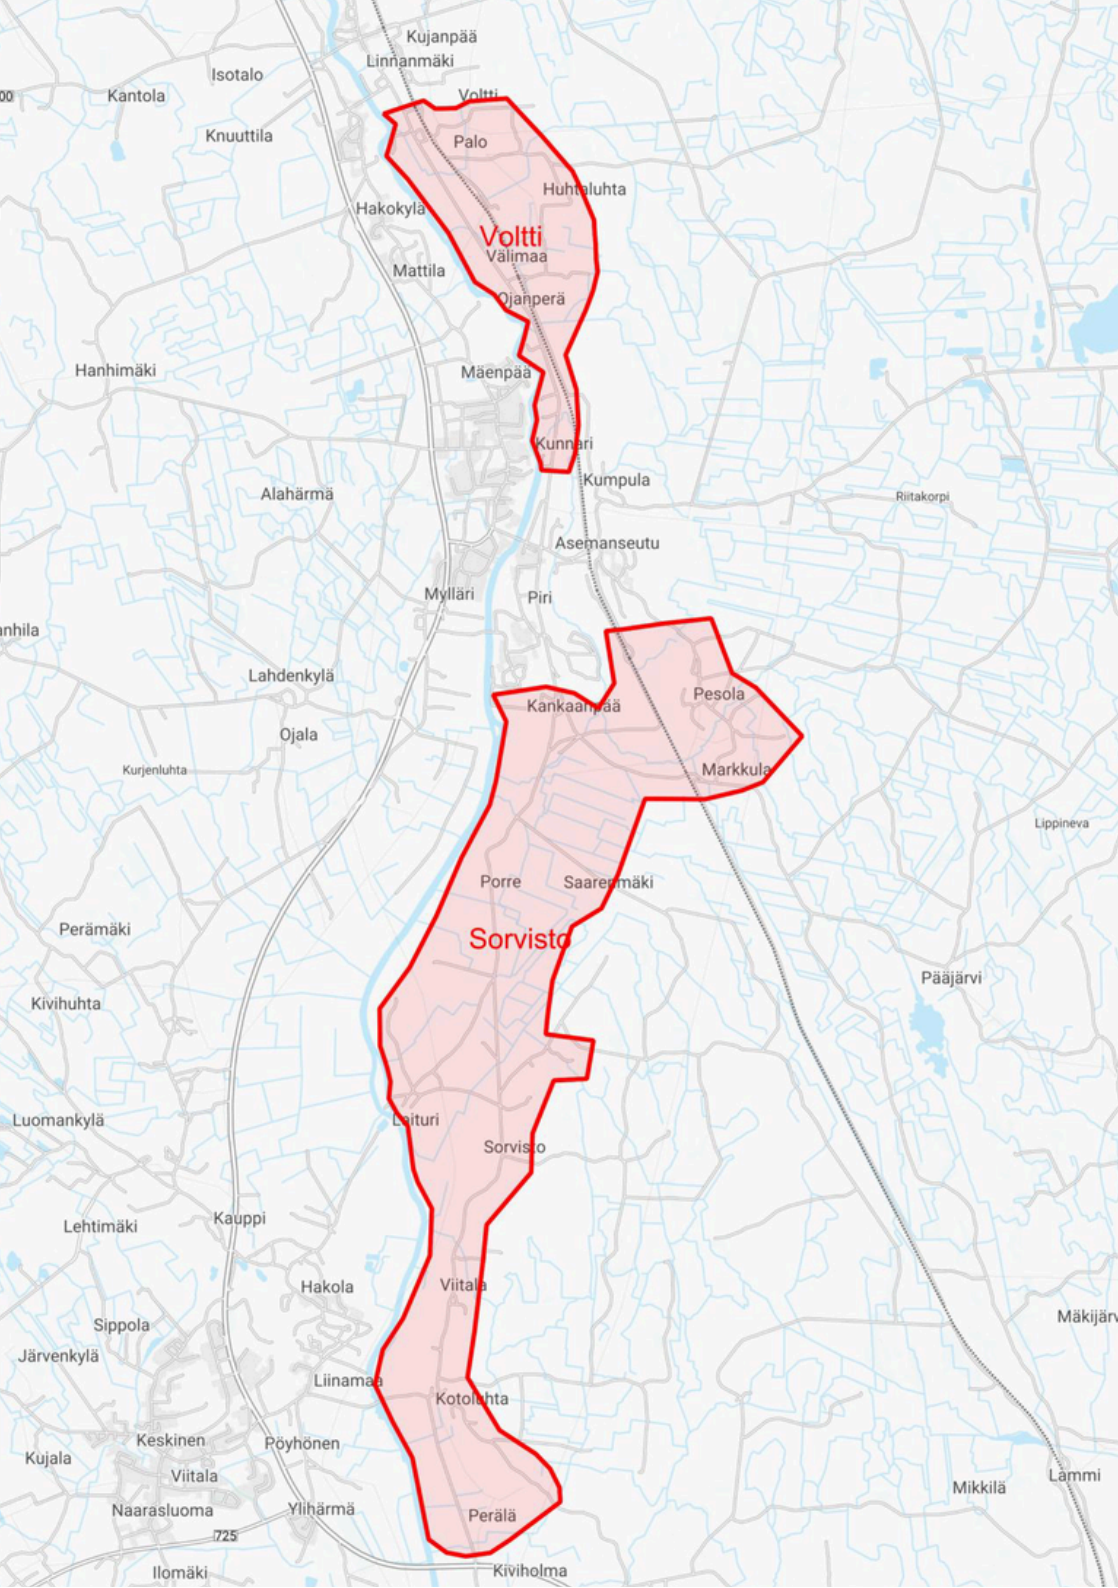 Kujanpää
Linnanmäki
Isotalo
Kantola
00
Voltti
Knuuttila
Palo
Huhtaluhta
Hakokylä
Voltti
Välimaa
Mattila
Ojanperä
Hanhimäki
Mäenpää
Kunnari
Kumpula
Alahärmä
Riitakorpi
Asemanseutu
Mylläri
Piri
anhila
Lahdenkylä
Pesola
Kankaanpää
Ojala
Kurjenluhta
Markkula
Lippineva
Porre
Saarenmäki
Perämäki
Sorvisto
Pääjärvi
Kivihuhta
Luomankylä
Laituri
Sorvisto
Kauppi
Lehtimäki
Hakola
Viitala
Mäkijärv
Sippola
Järvenkylä
Liinamaa
Kotoluhta
Keskinen
Pöyhönen
Kujala
Viitala
Lammi
Mikkilä
Naarasluoma
Ylihärmä
Perälä
725
Ilomäki
Kiviholma